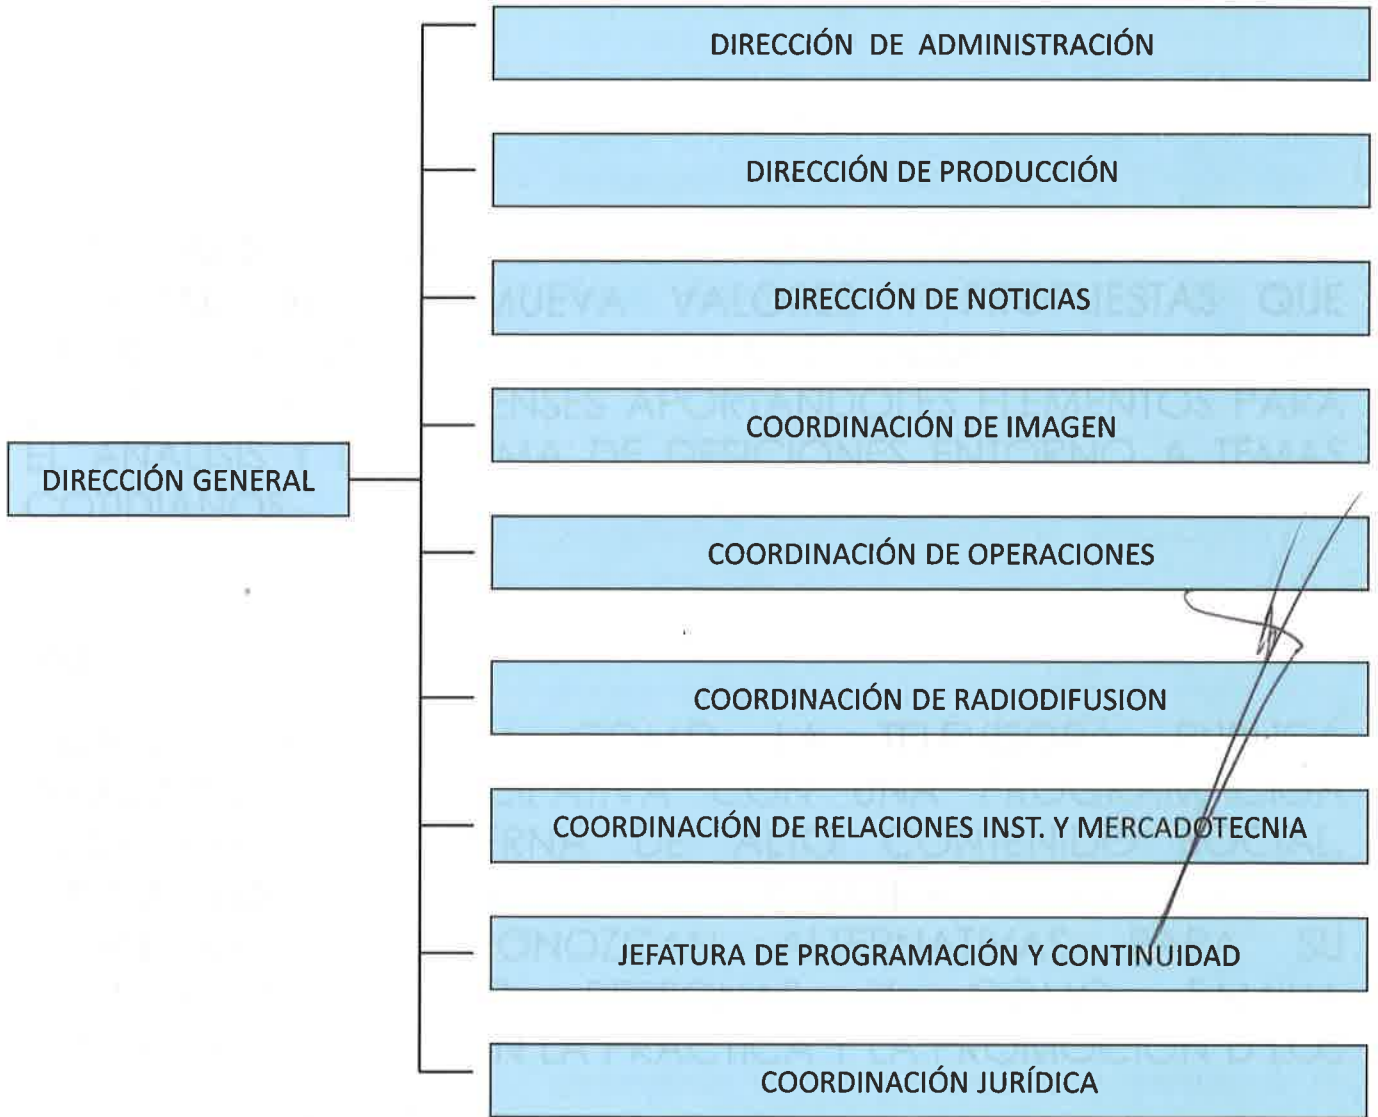 DIRECCIÓN DE ADMINISTRACIÓN
DIRECCIÓN DE PRODUCCIÓN
DIRECCIÓN DE NOTICIAS
COORDINACIÓN DE IMAGEN
DIRECCIÓN GENERAL
COORDINACIÓN DE OPERACIONES
COORDINACIÓN DE RADIODIFUSION
COORDINACIÓN DE RELACIONES INST. Y MERCADOTECNIA
JEFATURA DE PROGRAMACIÓN Y CONTINUIDAD
COORDINACIÓN JURÍDICA